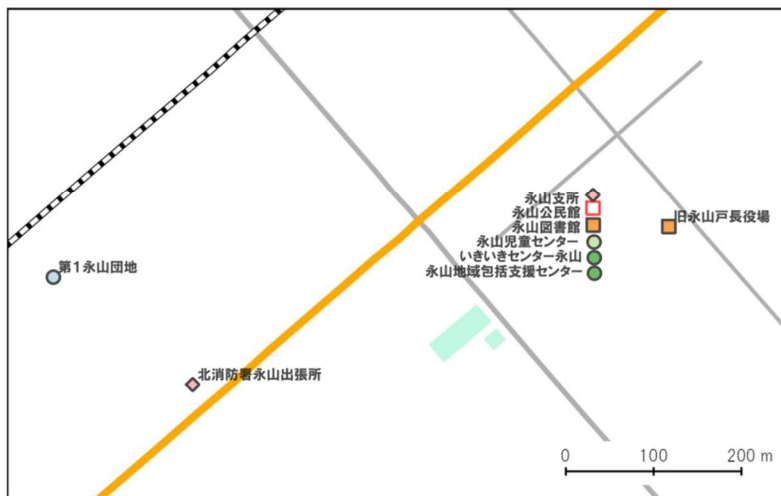 永山支所
永山公民館
永山図書館
旧永山戸長役場
永山児童センター
いきいきセンター永山
永山地域包括支援センター
第1永山団地
北消防署永山出張所
0 100 200 m